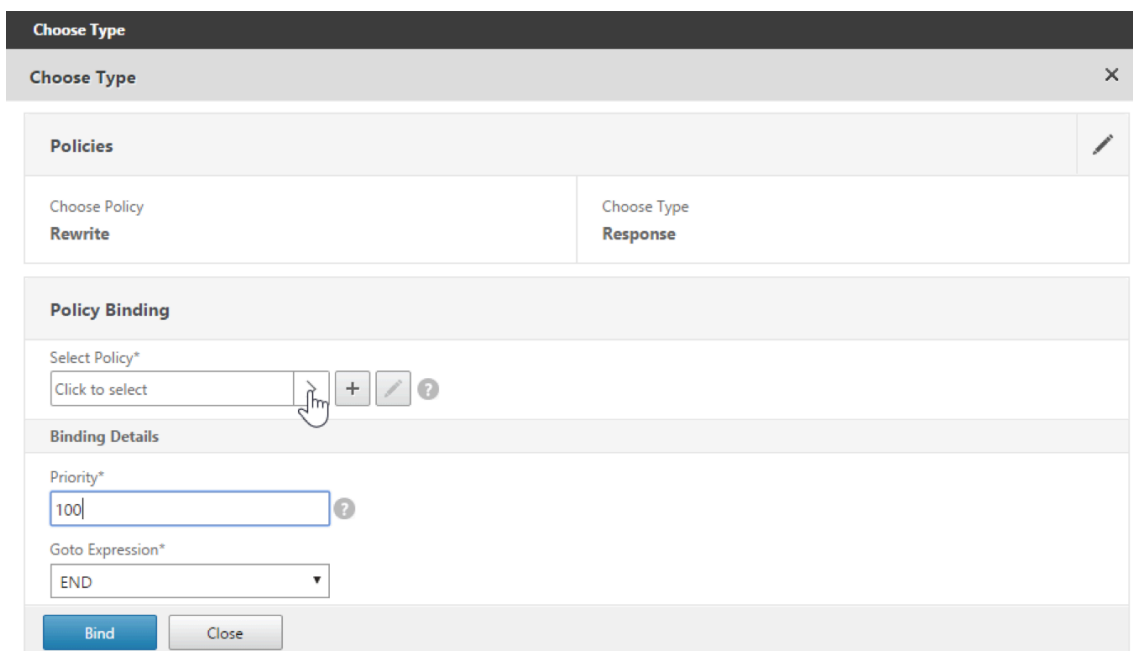 Choose Type
Choose Type
Policies
Choose Policy
Choose Type
Rewrite
Response
Policy Binding
Select Policy*
Click to select
Binding Details
Priority*
100
Goto Expression*
END
Bind
Close